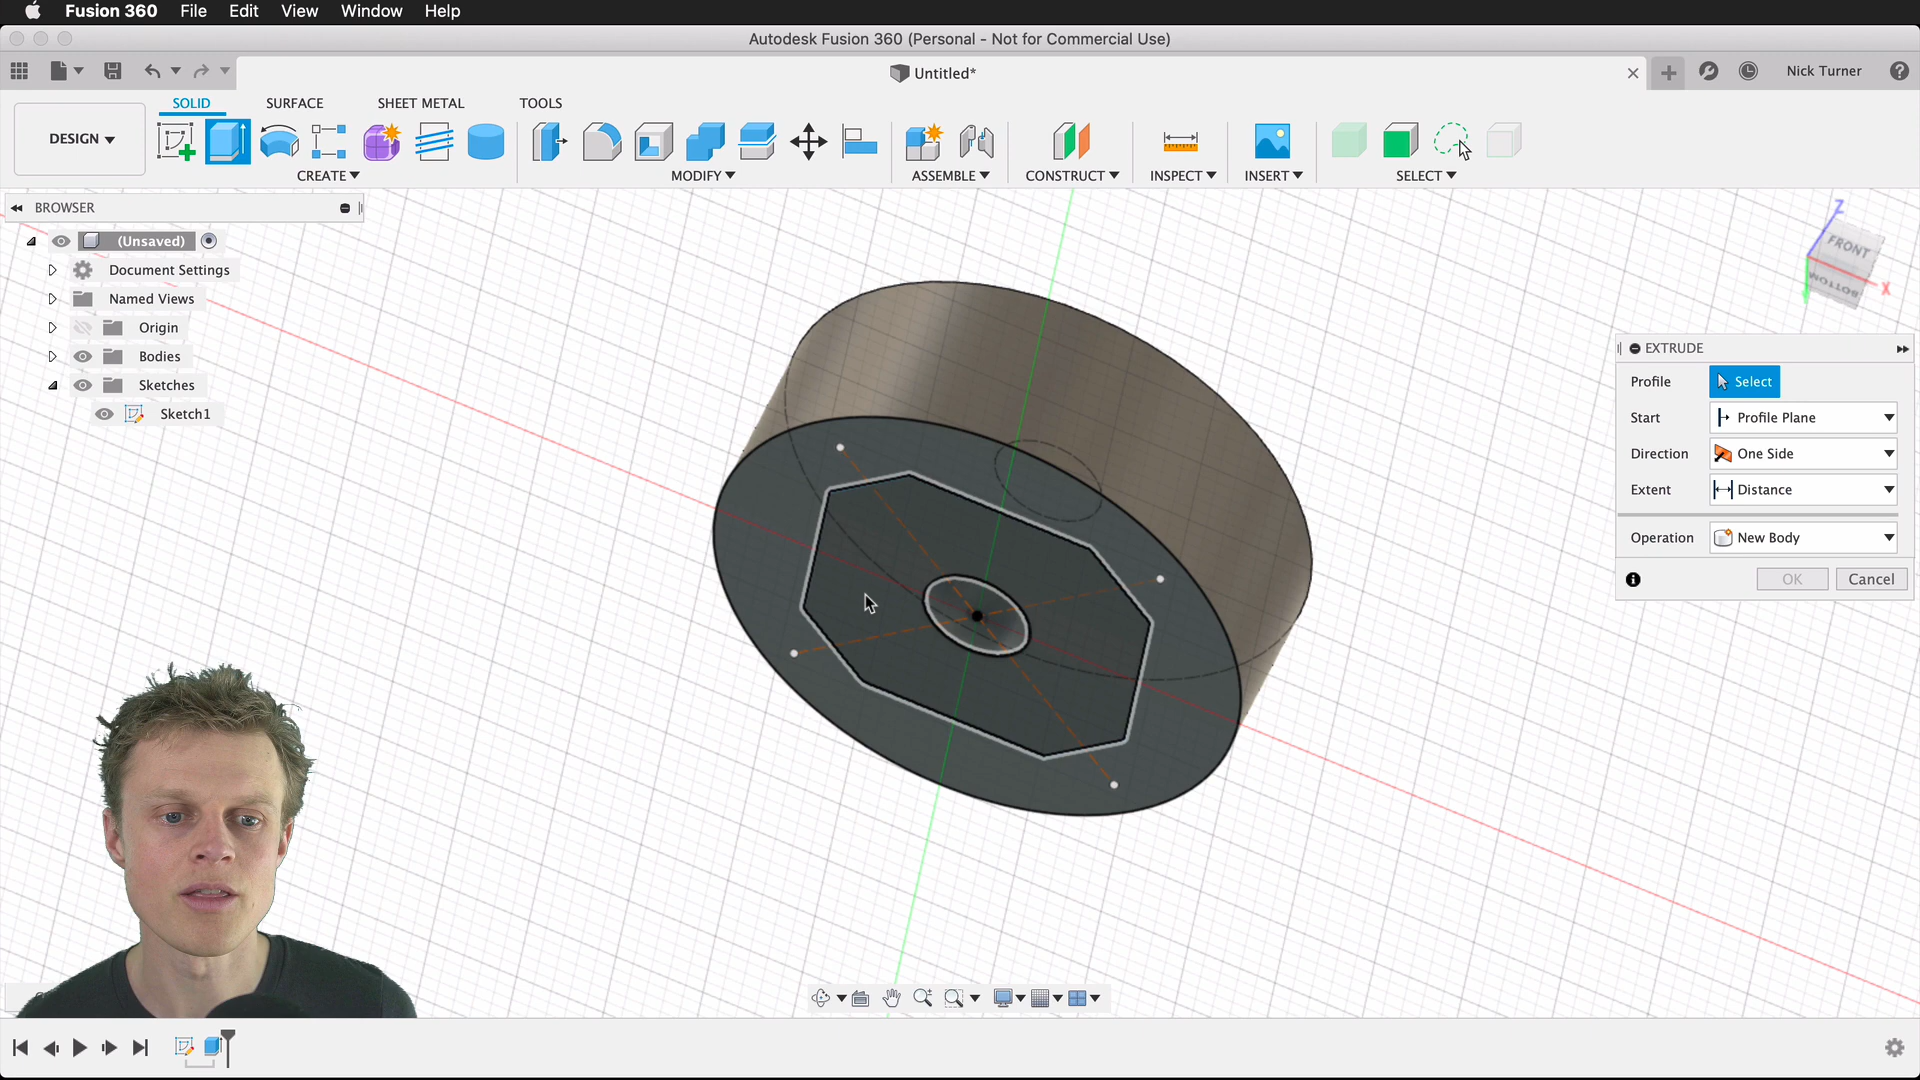 Fusion 360 File Edit View Window Help
Autodesk Fusion 360 (Personal - Not for Commercial Use)
Untitled*
Nick Turner
SOLID SURFACE SHEET METAL TOOLS
DESIGN
CREATE MODIFY ASSEMBLE CONSTRUCT INSPECT INSERT SELECT
BROWSER
(Unsaved)
Document Settings
Named Views
Origin
Bodies
Sketches
Sketch1
Z
FRONT
BOTTOM
X
EXTRUDE
Profile Select
Start Profile Plane
Direction One Side
Extent Distance
Operation New Body
OK Cancel